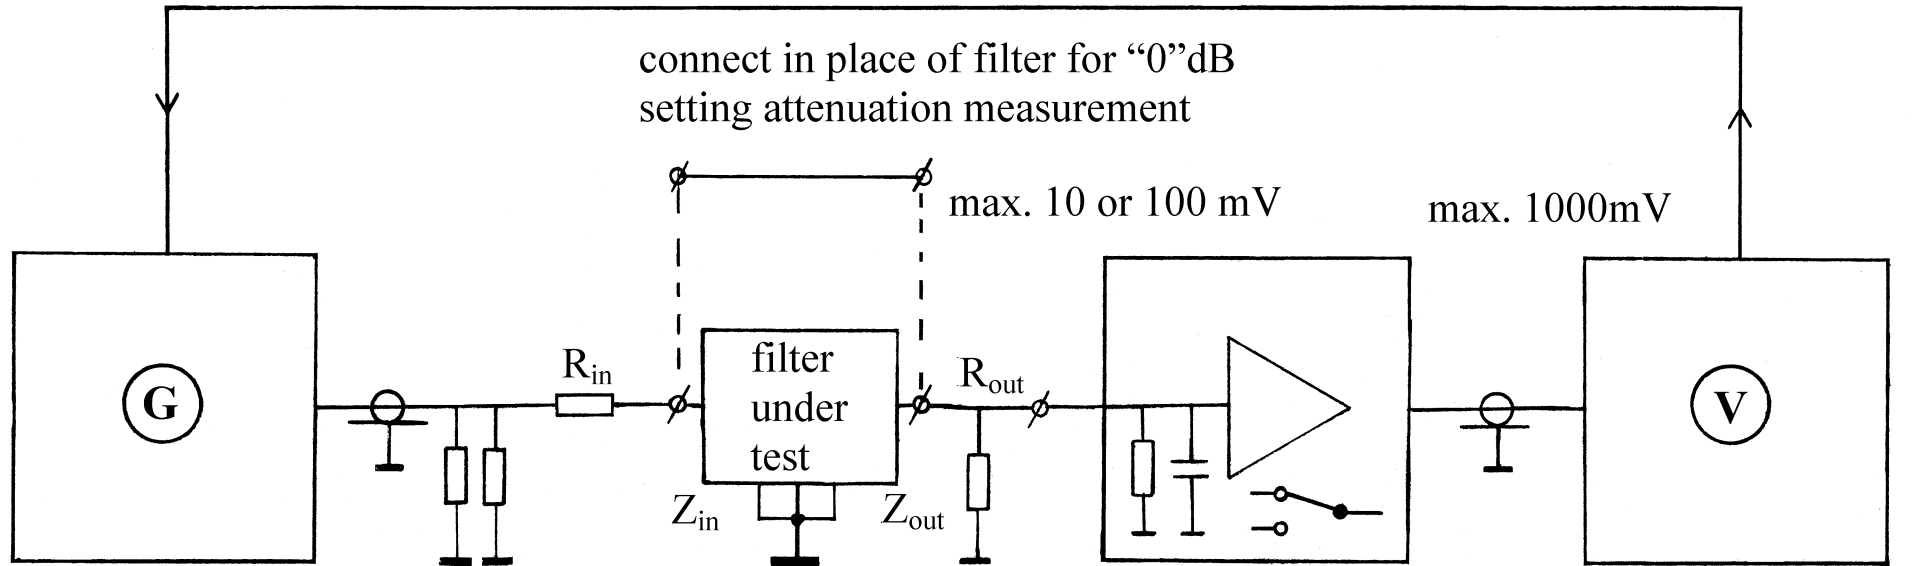 connect in place of filter for “0”dB
setting attenuation measurement
max. 10 or 100 mV
max. 1000mV
G
Rin
filter
under
test
Zin
Zout
Rout
V